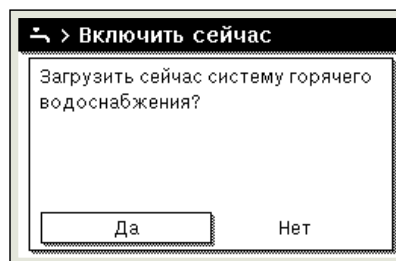 > Включить сейчас
Загрузить сейчас систему горячего
водоснабжения?
Да Нет